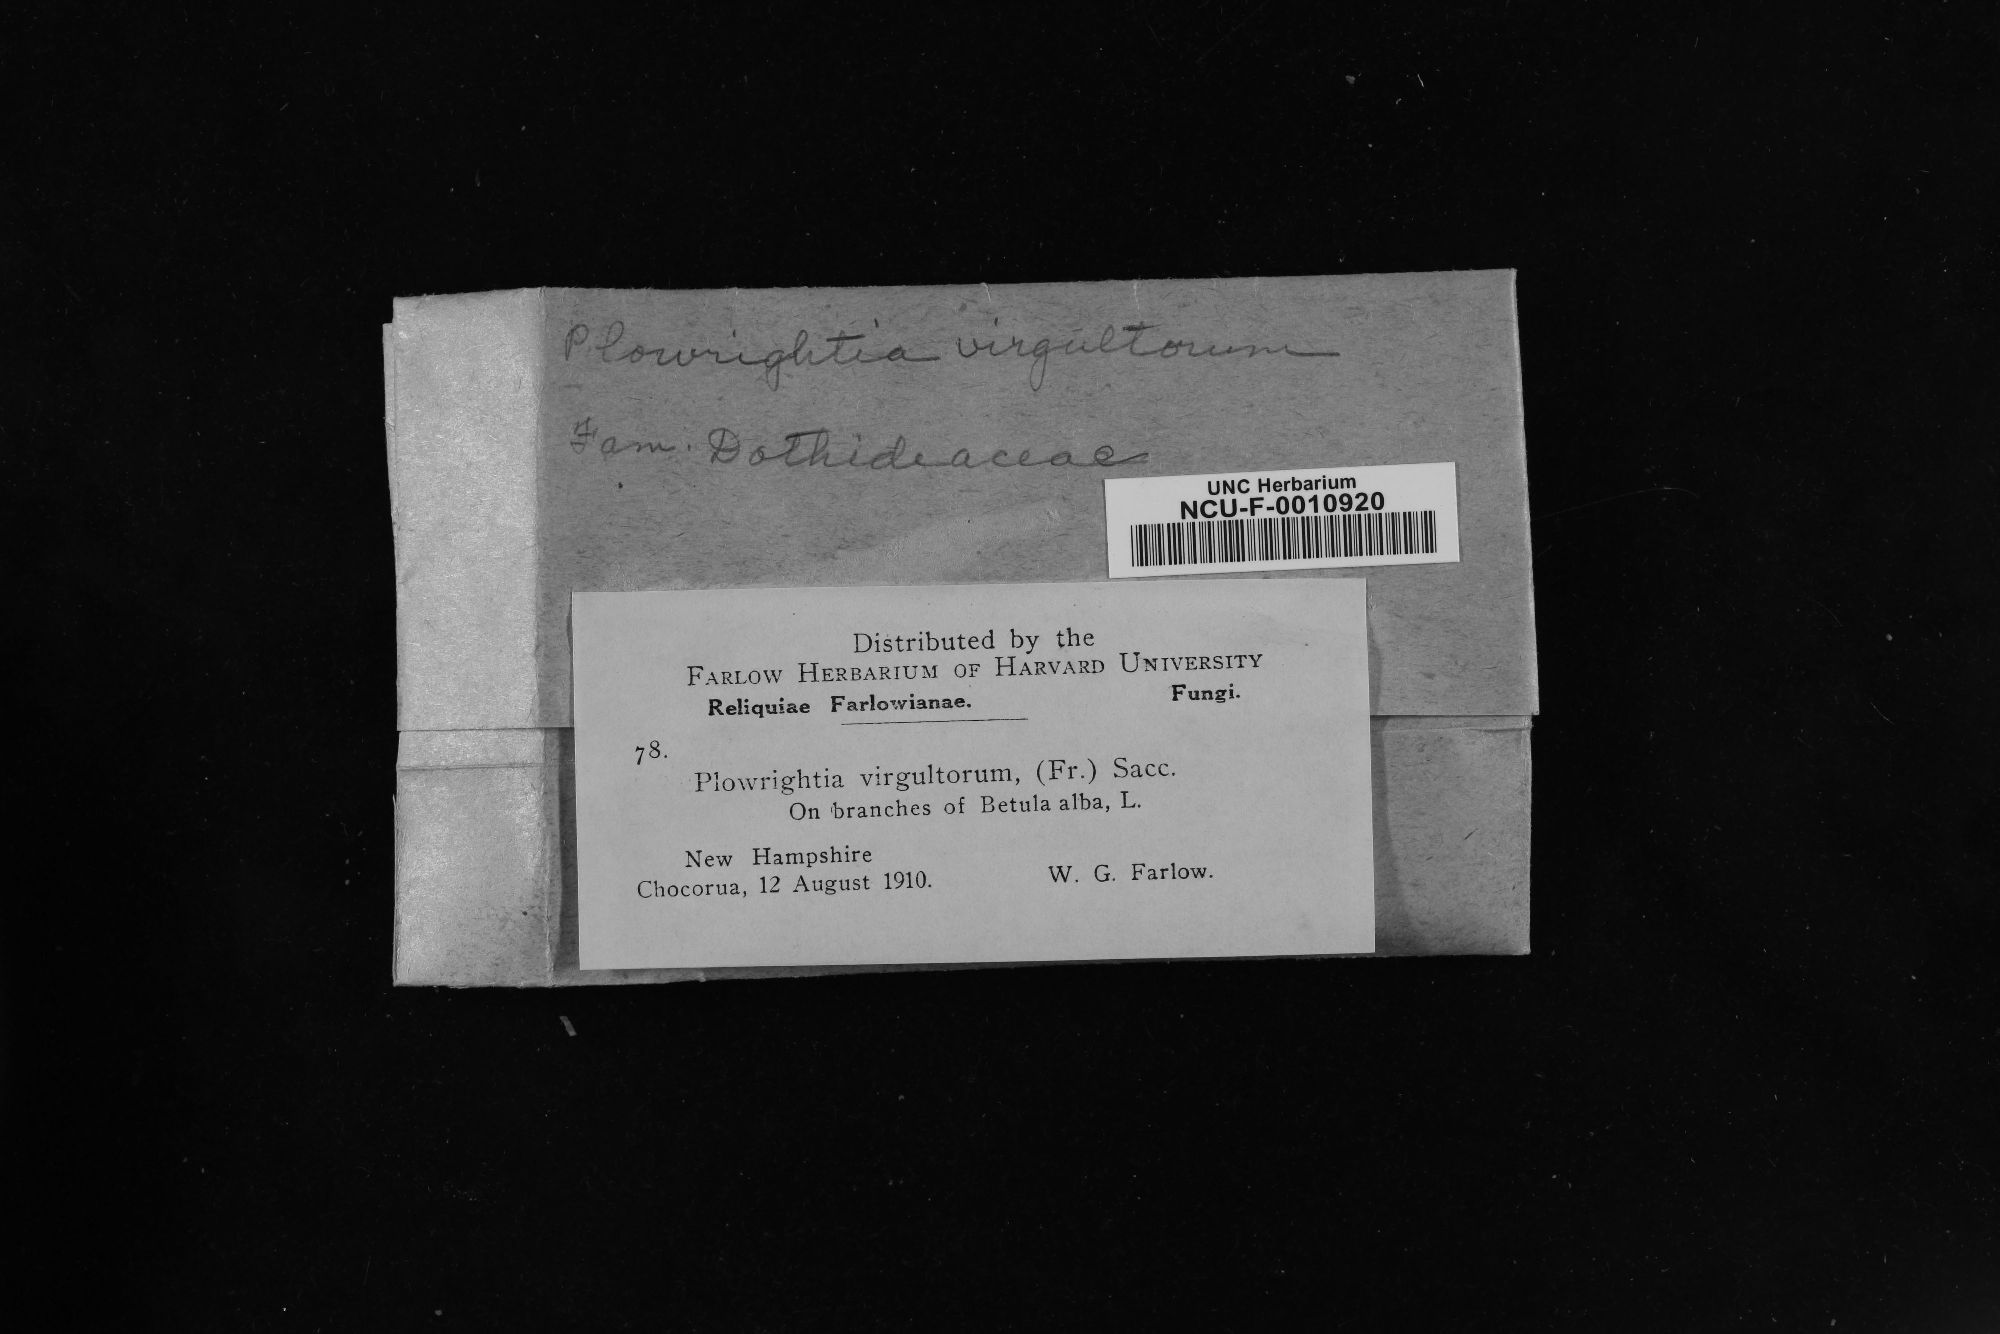 Plowrightia virgultorum
Fam. Dothideaceae
UNC Herbarium
NCU-F-0010920
Distributed by the
FARLOW HERBARIUM OF HARVARD UNIVERSITY
Reliquiae Farlowianae. Fungi.
78.
Plowrightia virgultorum, (Fr.) Sacc.
On branches of Betula alba, L.
New Hampshire
Chocorua, 12 August 1910. W. G. Farlow.